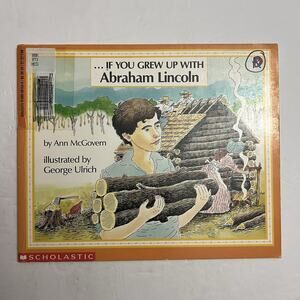 ...IF YOU GREW UP WITH
Abraham Lincoln
by Ann McGovern
illustrated by
George Ulrich
SCHOLASTIC